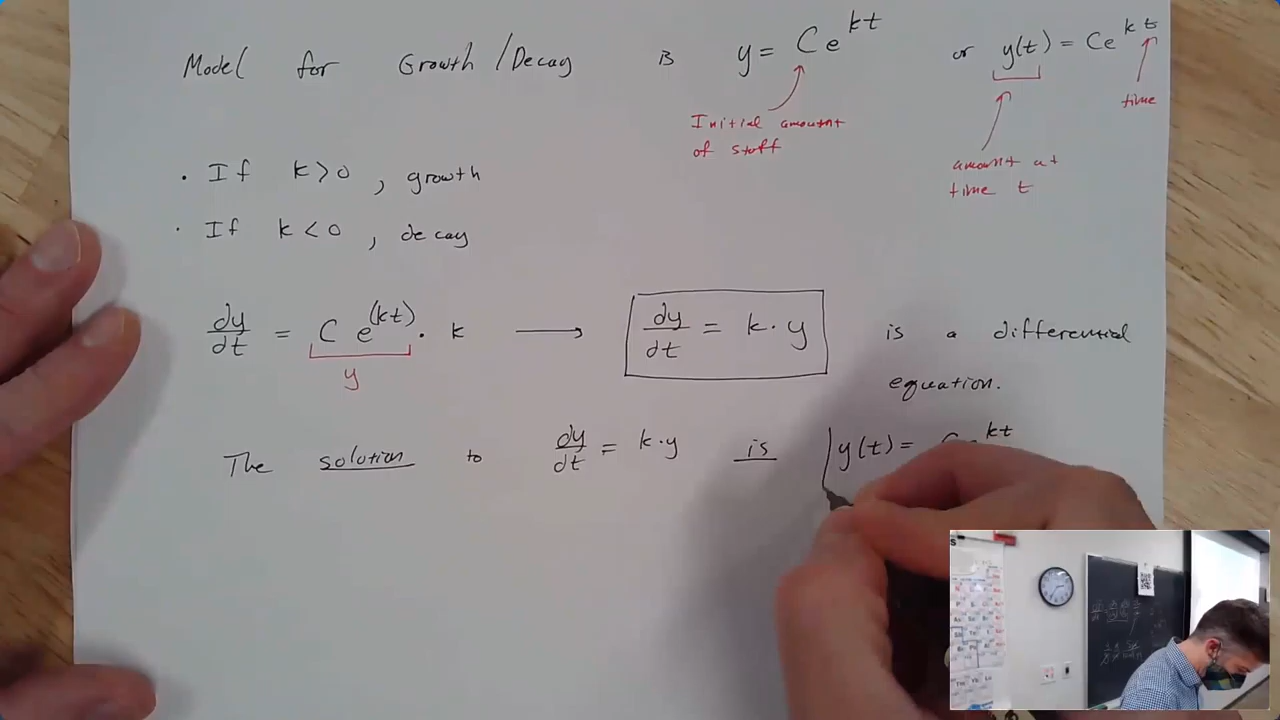 Model for Growth/Decay is y = Ce^{kt} or y(t) = Ce^{kt}
Initial amount of stuff
amount at time t
time
• If k>0, growth
• If k<0, decay
dy/dt = C e^{(kt)} · k → dy/dt = k·y is a differential equation.
y
The solution to dy/dt = k·y is y(t) = Ce^{kt}